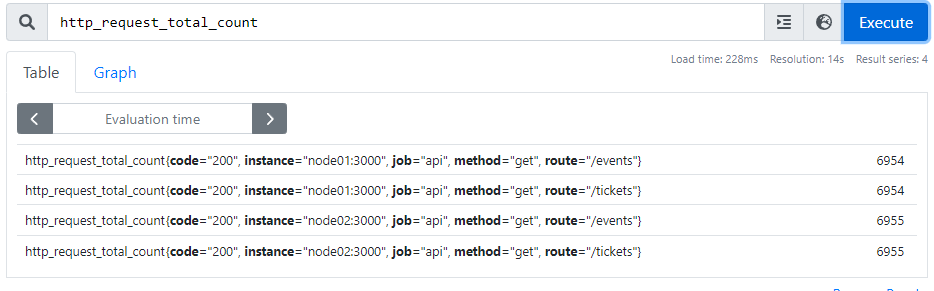 http_request_total_count Execute
Load time: 228ms Resolution: 14s Result series: 4
Table Graph
Evaluation time
http_request_total_count{code="200", instance="node01:3000", job="api", method="get", route="/events"} 6954
http_request_total_count{code="200", instance="node01:3000", job="api", method="get", route="/tickets"} 6954
http_request_total_count{code="200", instance="node02:3000", job="api", method="get", route="/events"} 6955
http_request_total_count{code="200", instance="node02:3000", job="api", method="get", route="/tickets"} 6955